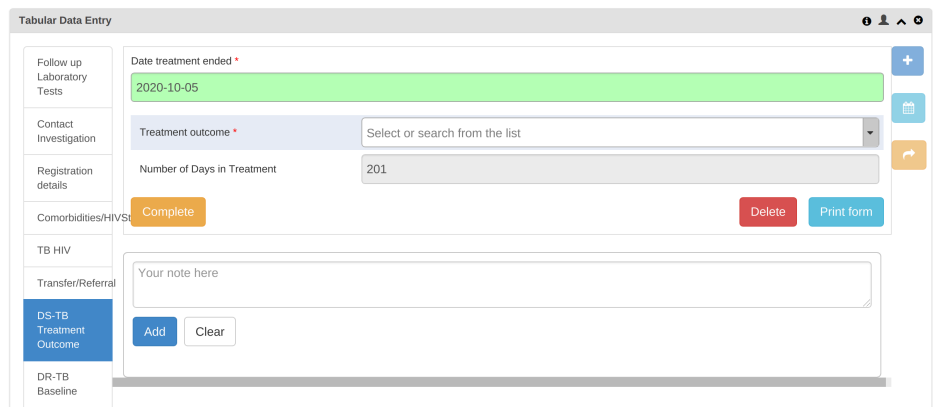 Tabular Data Entry
Follow up
Laboratory
Tests
Contact
Investigation
Registration
details
Comorbidities/HIVSt
TB HIV
Transfer/Referral
DS-TB
Treatment
Outcome
DR-TB
Baseline
Date treatment ended *
2020-10-05
Treatment outcome *
Select or search from the list
Number of Days in Treatment
201
Complete
Delete
Print form
Your note here
Add
Clear